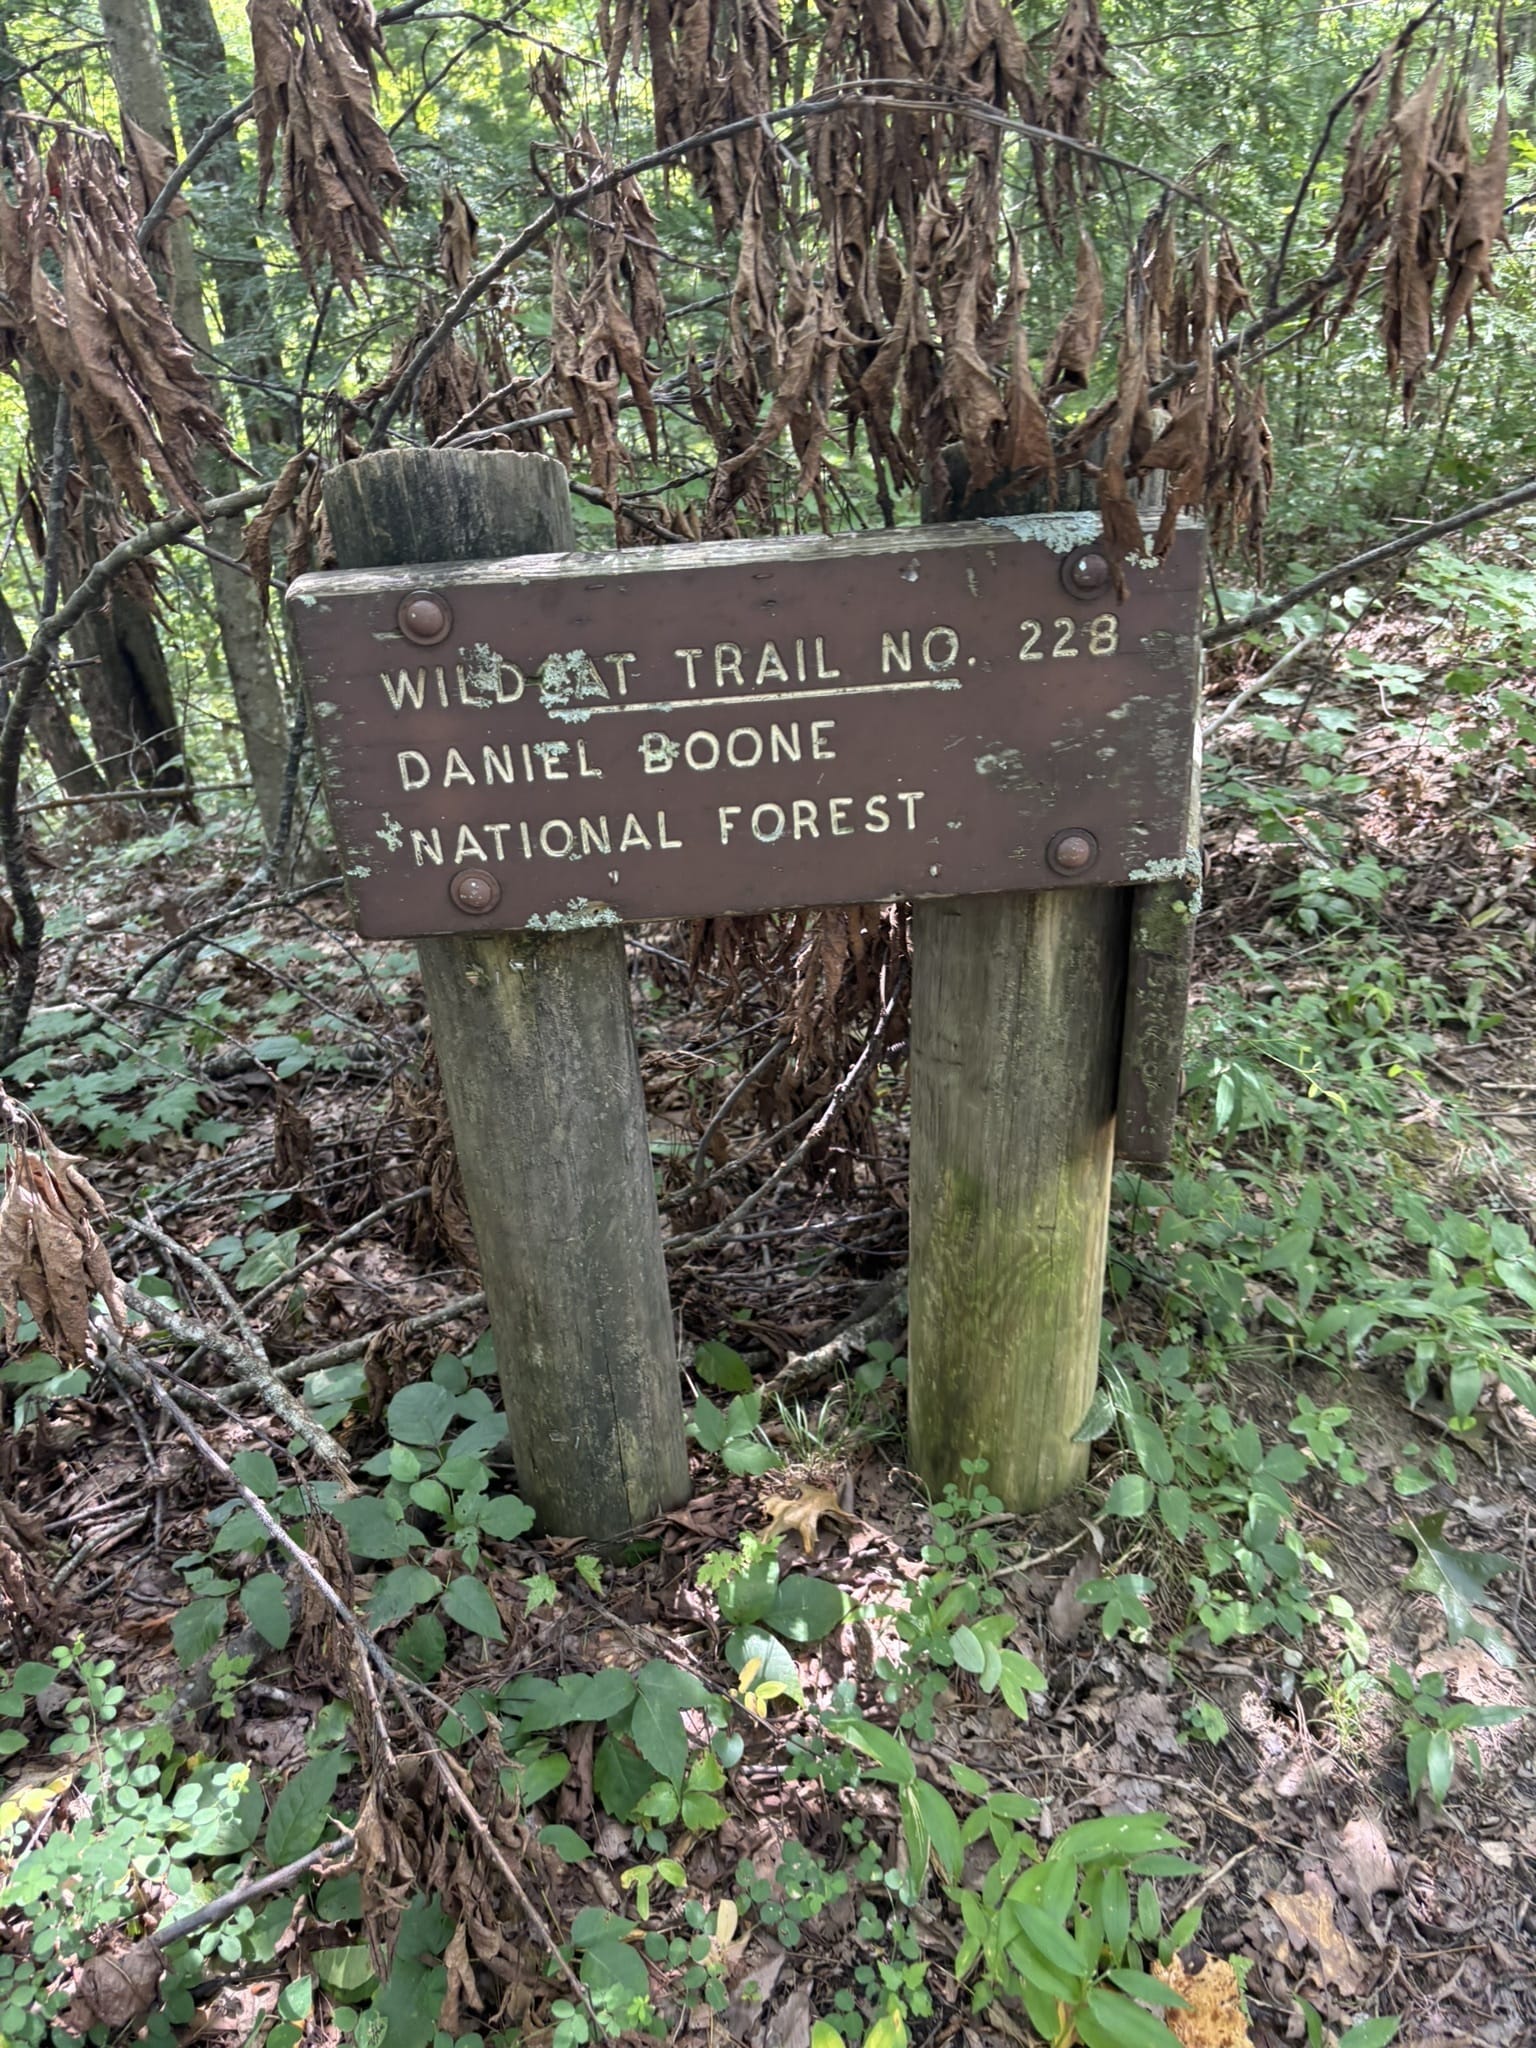 WILDCAT TRAIL NO. 228
DANIEL BOONE
NATIONAL FOREST